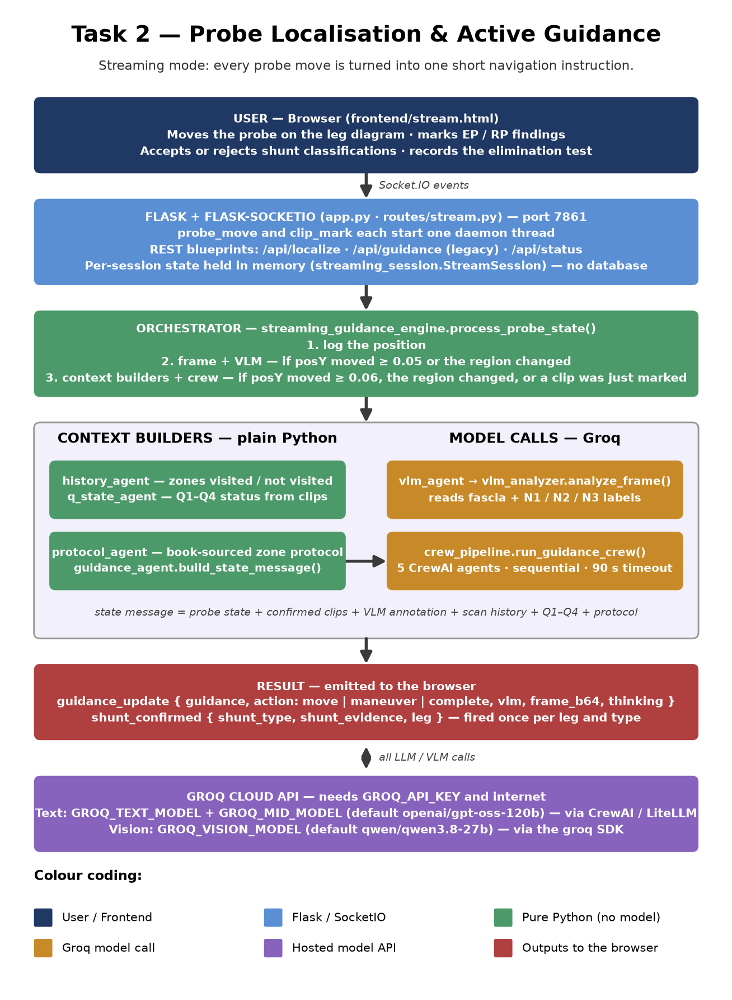 Task 2 — Probe Localisation & Active Guidance
Streaming mode: every probe move is turned into one short navigation instruction.
USER — Browser (frontend/stream.html)
Moves the probe on the leg diagram · marks EP / RP findings
Accepts or rejects shunt classifications · records the elimination test
Socket.IO events
FLASK + FLASK-SOCKETIO (app.py · routes/stream.py) — port 7861
probe_move and clip_mark each start one daemon thread
REST blueprints: /api/localize · /api/guidance (legacy) · /api/status
Per-session state held in memory (streaming_session.StreamSession) — no database
ORCHESTRATOR — streaming_guidance_engine.process_probe_state()
1. log the position
2. frame + VLM — if posY moved ≥ 0.05 or the region changed
3. context builders + crew — if posY moved ≥ 0.06, the region changed, or a clip was just marked
CONTEXT BUILDERS — plain Python
history_agent — zones visited / not visited
q_state_agent — Q1–Q4 status from clips
protocol_agent — book-sourced zone protocol
guidance_agent.build_state_message()
MODEL CALLS — Groq
vlm_agent → vlm_analyzer.analyze_frame()
reads fascia + N1 / N2 / N3 labels
crew_pipeline.run_guidance_crew()
5 CrewAI agents · sequential · 90 s timeout
state message = probe state + confirmed clips + VLM annotation + scan history + Q1–Q4 + protocol
RESULT — emitted to the browser
guidance_update { guidance, action: move | maneuver | complete, vlm, frame_b64, thinking }
shunt_confirmed { shunt_type, shunt_evidence, leg } — fired once per leg and type
all LLM / VLM calls
GROQ CLOUD API — needs GROQ_API_KEY and internet
Text: GROQ_TEXT_MODEL + GROQ_MID_MODEL (default openai/gpt-oss-120b) — via CrewAI / LiteLLM
Vision: GROQ_VISION_MODEL (default qwen/qwen3.8-27b) — via the groq SDK
Colour coding:
User / Frontend
Flask / SocketIO
Pure Python (no model)
Groq model call
Hosted model API
Outputs to the browser